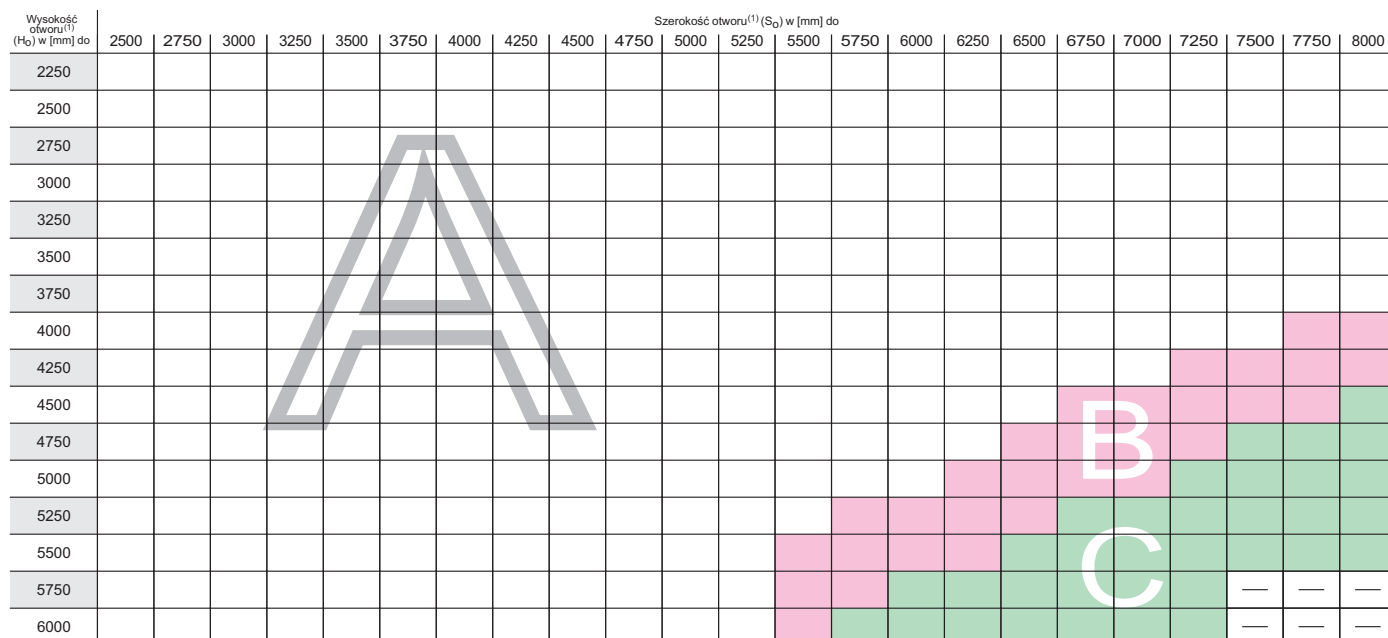 Wysokość
otworu(1)
(HO) w [mm] do
Szerokość otworu(1) (SO) w [mm] do
2500 2750 3000 3250 3500 3750 4000 4250 4500 4750 5000 5250 5500 5750 6000 6250 6500 6750 7000 7250 7500 7750 8000
2250
2500
2750
3000
3250
3500
3750
4000
4250
4500
4750
5000
5250
5500
5750 — — —
6000 — — —
A
B
C